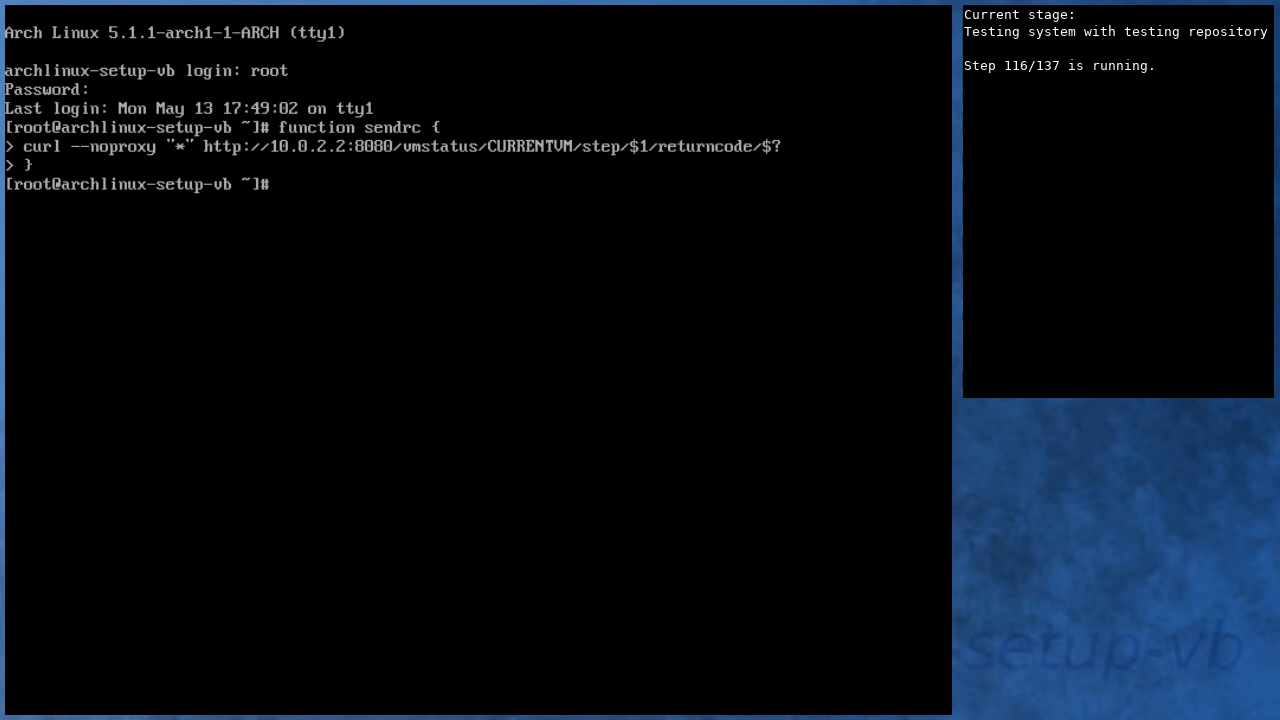 Arch Linux 5.1.1-arch1-1-ARCH (tty1)
archlinux-setup-vb login: root
Password:
Last login: Mon May 13 17:49:02 on tty1
[root@archlinux-setup-vb ~]# function sendrc {
> curl --noproxy "*" http://10.0.2.2:8080/vmstatus/CURRENTVM/step/$1/returncode/$?
> }
[root@archlinux-setup-vb ~]#
Current stage:
Testing system with testing repository
Step 116/137 is running.
setup-vb